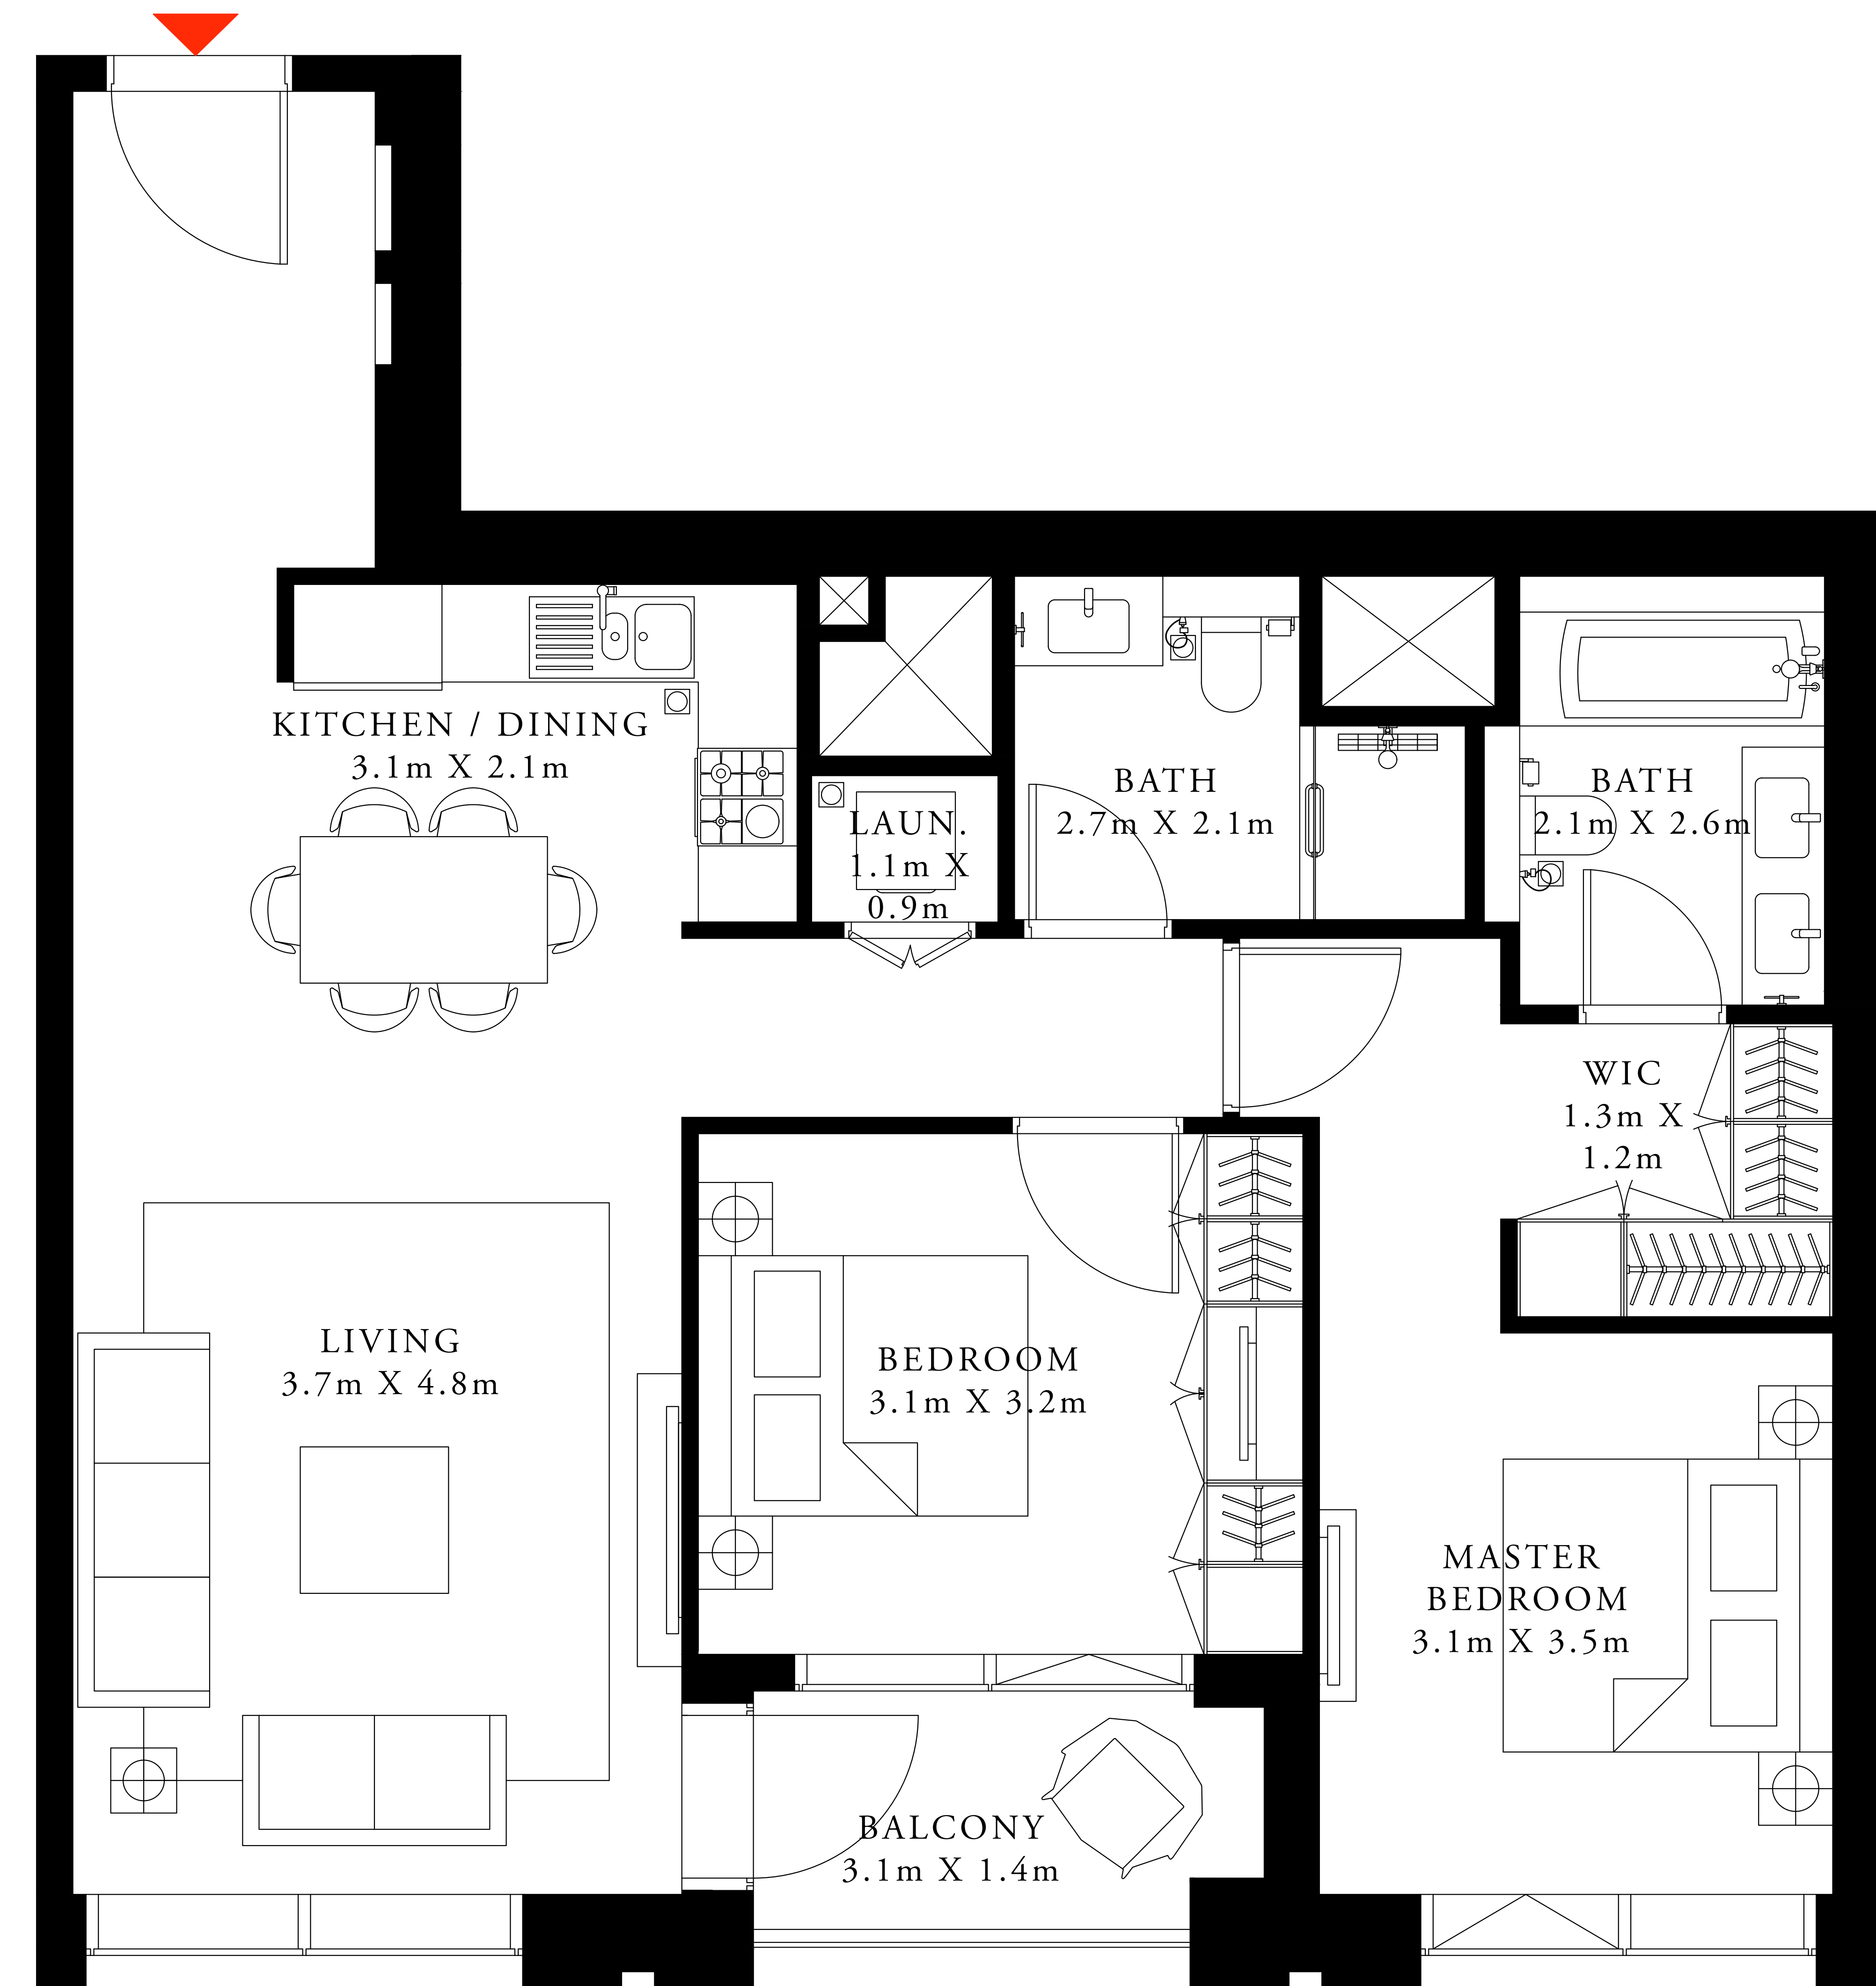 KITCHEN / DINING
3.1m X 2.1m
LAUN.
1.1m X
0.9m
BATH
2.7m X 2.1m
BATH
2.1m X 2.6m
WIC
1.3m X
1.2m
LIVING
3.7m X 4.8m
BEDROOM
3.1m X 3.2m
MASTER
BEDROOM
3.1m X 3.5m
BALCONY
3.1m X 1.4m